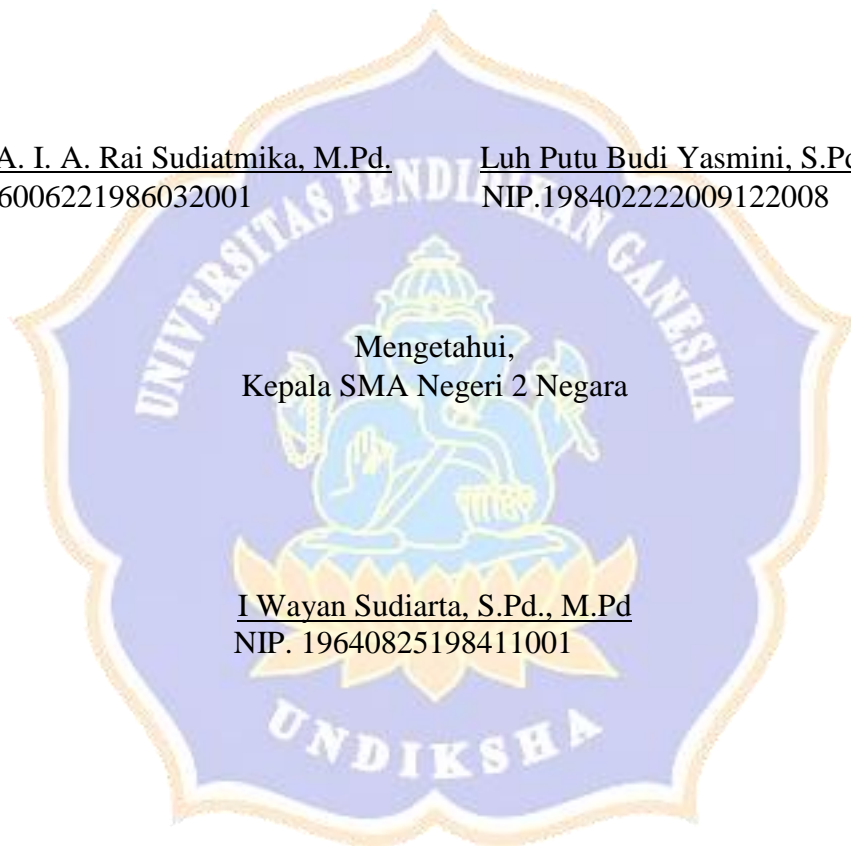 A. I. A. Rai Sudiatmika, M.Pd. Luh Putu Budi Yasmini, S.Pd
6006221986032001 NIP.198402222009122008
UNIVERSITAS PENDIDIKAN GANESHA
Mengetahui,
Kepala SMA Negeri 2 Negara
I Wayan Sudiarta, S.Pd., M.Pd
NIP. 19640825198411001
UNDIKSHA